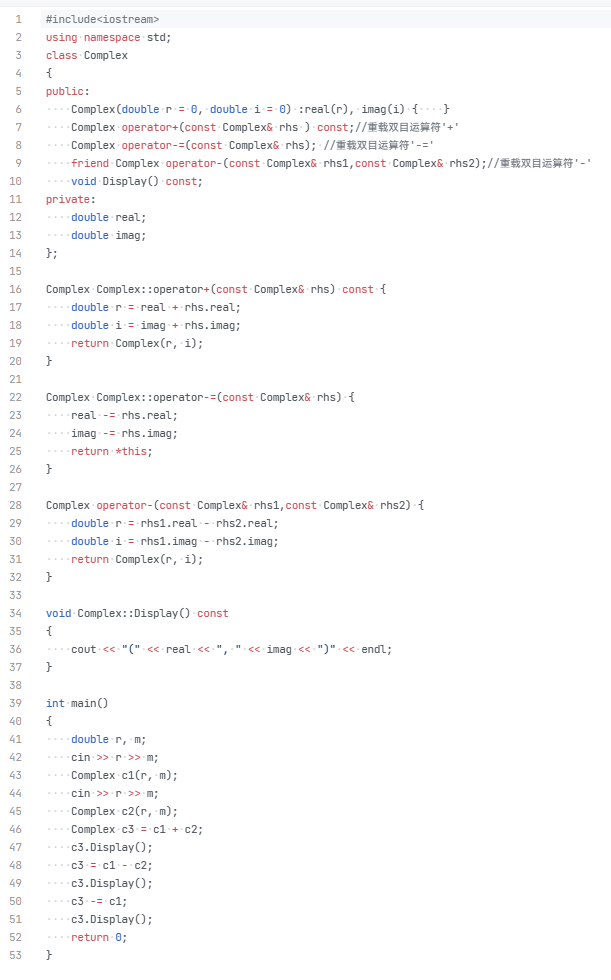 1 #include<iostream>
2 using namespace std;
3 class Complex
4 {
5 public:
6     Complex(double r = 0, double i = 0) :real(r), imag(i) {    }
7     Complex operator+(const Complex& rhs ) const;//重载双目运算符'+'
8     Complex operator-=(const Complex& rhs); //重载双目运算符'-='
9     friend Complex operator-(const Complex& rhs1,const Complex& rhs2);//重载双目运算符'-'
10     void Display() const;
11 private:
12     double real;
13     double imag;
14 };
15
16 Complex Complex::operator+(const Complex& rhs) const {
17     double r = real + rhs.real;
18     double i = imag + rhs.imag;
19     return Complex(r, i);
20 }
21
22 Complex Complex::operator-=(const Complex& rhs) {
23     real -= rhs.real;
24     imag -= rhs.imag;
25     return *this;
26 }
27
28 Complex operator-(const Complex& rhs1,const Complex& rhs2) {
29     double r = rhs1.real - rhs2.real;
30     double i = rhs1.imag - rhs2.imag;
31     return Complex(r, i);
32 }
33
34 void Complex::Display() const
35 {
36     cout << "(" << real << ", " << imag << ")" << endl;
37 }
38
39 int main()
40 {
41     double r, m;
42     cin >> r >> m;
43     Complex c1(r, m);
44     cin >> r >> m;
45     Complex c2(r, m);
46     Complex c3 = c1 + c2;
47     c3.Display();
48     c3 = c1 - c2;
49     c3.Display();
50     c3 -= c1;
51     c3.Display();
52     return 0;
53 }